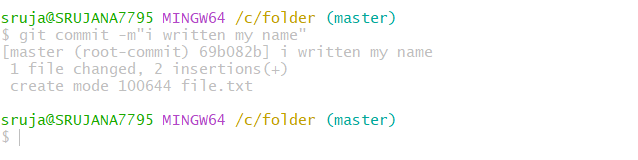 sruja@SRUJANA7795 MINGW64 /c/folder (master)
$ git commit -m"i written my name"
[master (root-commit) 69b082b] i written my name
 1 file changed, 2 insertions(+)
 create mode 100644 file.txt
sruja@SRUJANA7795 MINGW64 /c/folder (master)
$